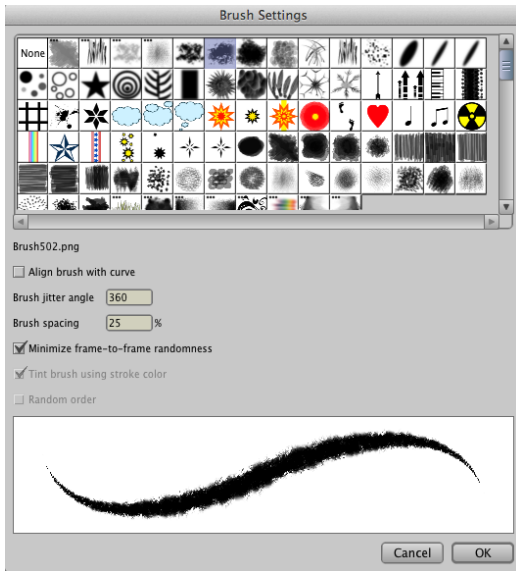 Brush Settings
None
Brush502.png
Align brush with curve
Brush jitter angle 360
Brush spacing 25 %
Minimize frame-to-frame randomness
Tint brush using stroke color
Random order
Cancel OK